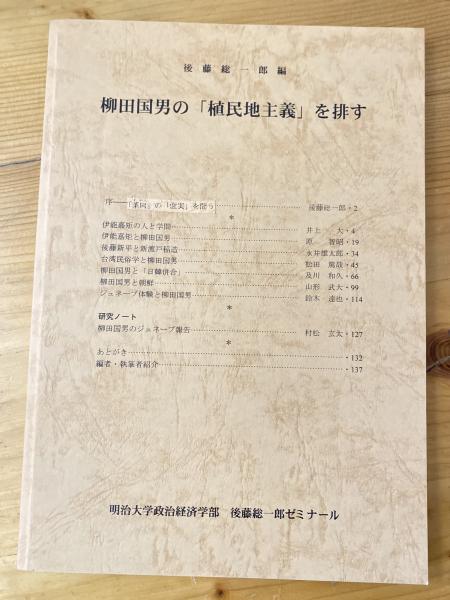 後藤総一郎編
柳田国男の「植民地主義」を排す
序――「半同」の「虚実」を閲う……後藤総一郎・2
＊
伊能嘉矩の人と学問……井上 大・4
伊能嘉矩と柳田国男……原 智昭・19
後藤新平と新渡戸稲造……永井雄太郎・34
台湾民俗学と柳田国男……松田 篤哉・45
柳田国男と「日韓併合」……及川 和久・66
柳田国男と朝鮮……山形 武大・99
ジュネーブ体験と柳田国男……鈴木 達也・114
＊
研究ノート
柳田国男のジュネーブ報告……村松 玄太・127
＊
あとがき……・132
編者・執筆者紹介……・137
明治大学政治経済学部 後藤総一郎ゼミナール